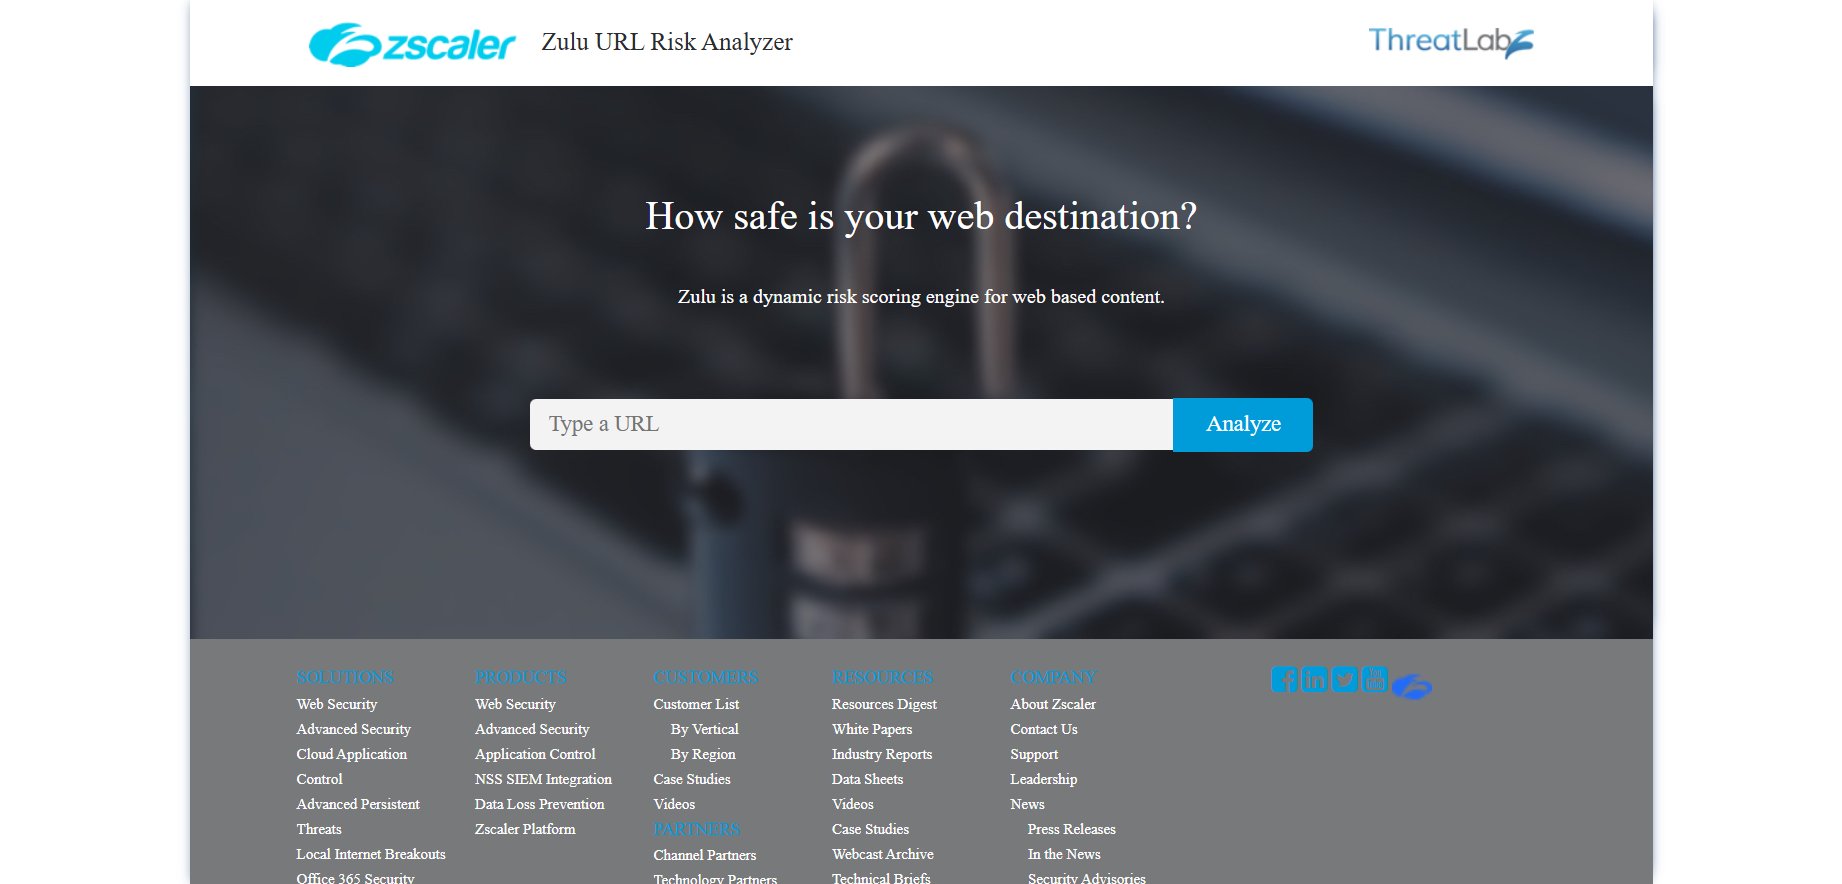 zscaler Zulu URL Risk Analyzer
ThreatLabZ
How safe is your web destination?
Zulu is a dynamic risk scoring engine for web based content.
Type a URL
Analyze
SOLUTIONS
Web Security
Advanced Security
Cloud Application
Control
Advanced Persistent
Threats
Local Internet Breakouts
Office 365 Security
PRODUCTS
Web Security
Advanced Security
Application Control
NSS SIEM Integration
Data Loss Prevention
Zscaler Platform
CUSTOMERS
Customer List
By Vertical
By Region
Case Studies
Videos
PARTNERS
Channel Partners
Technology Partners
RESOURCES
Resources Digest
White Papers
Industry Reports
Data Sheets
Videos
Case Studies
Webcast Archive
Technical Briefs
COMPANY
About Zscaler
Contact Us
Support
Leadership
News
Press Releases
In the News
Security Advisories